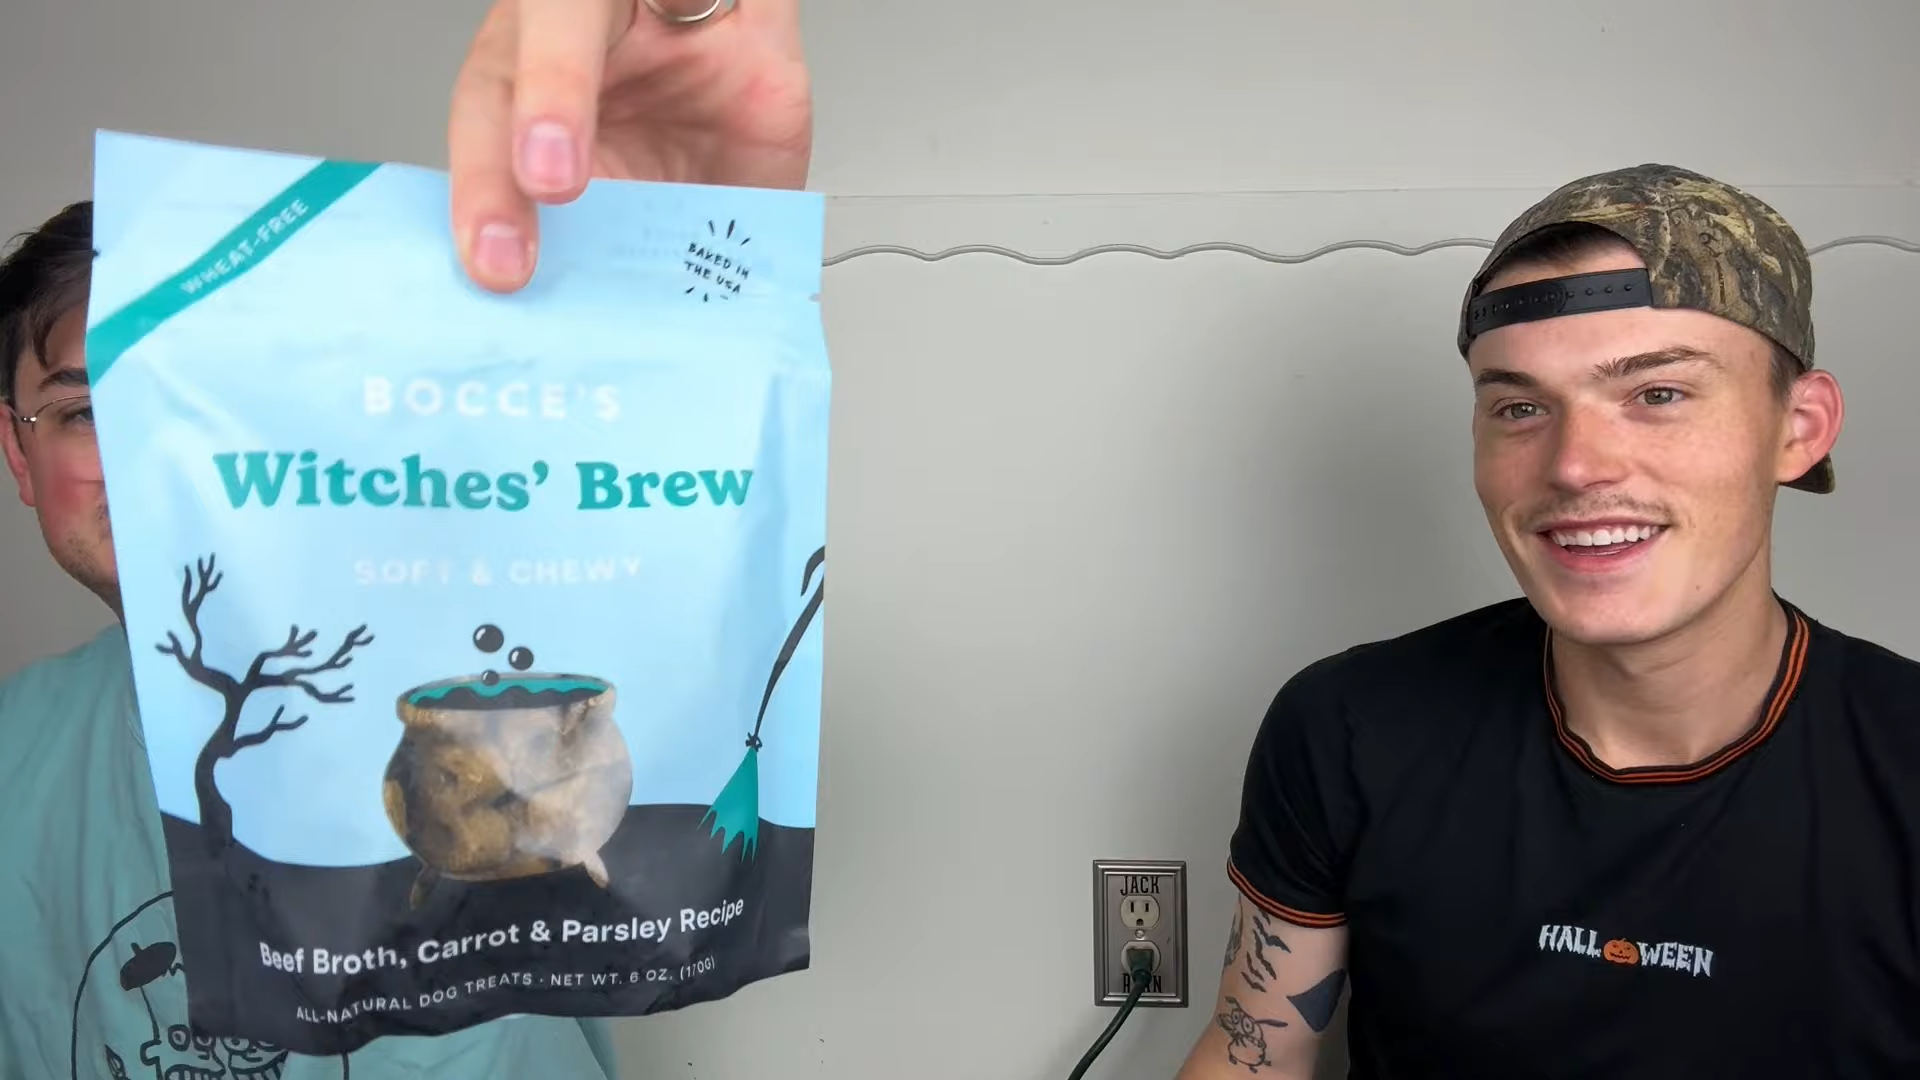 WHEAT-FREE
BAKED IN
THE USA
BOCCE'S
Witches' Brew
SOFT & CHEWY
Beef Broth, Carrot & Parsley Recipe
ALL-NATURAL DOG TREATS · NET WT. 6 OZ. (170G)
JACK
HALLOWEEN